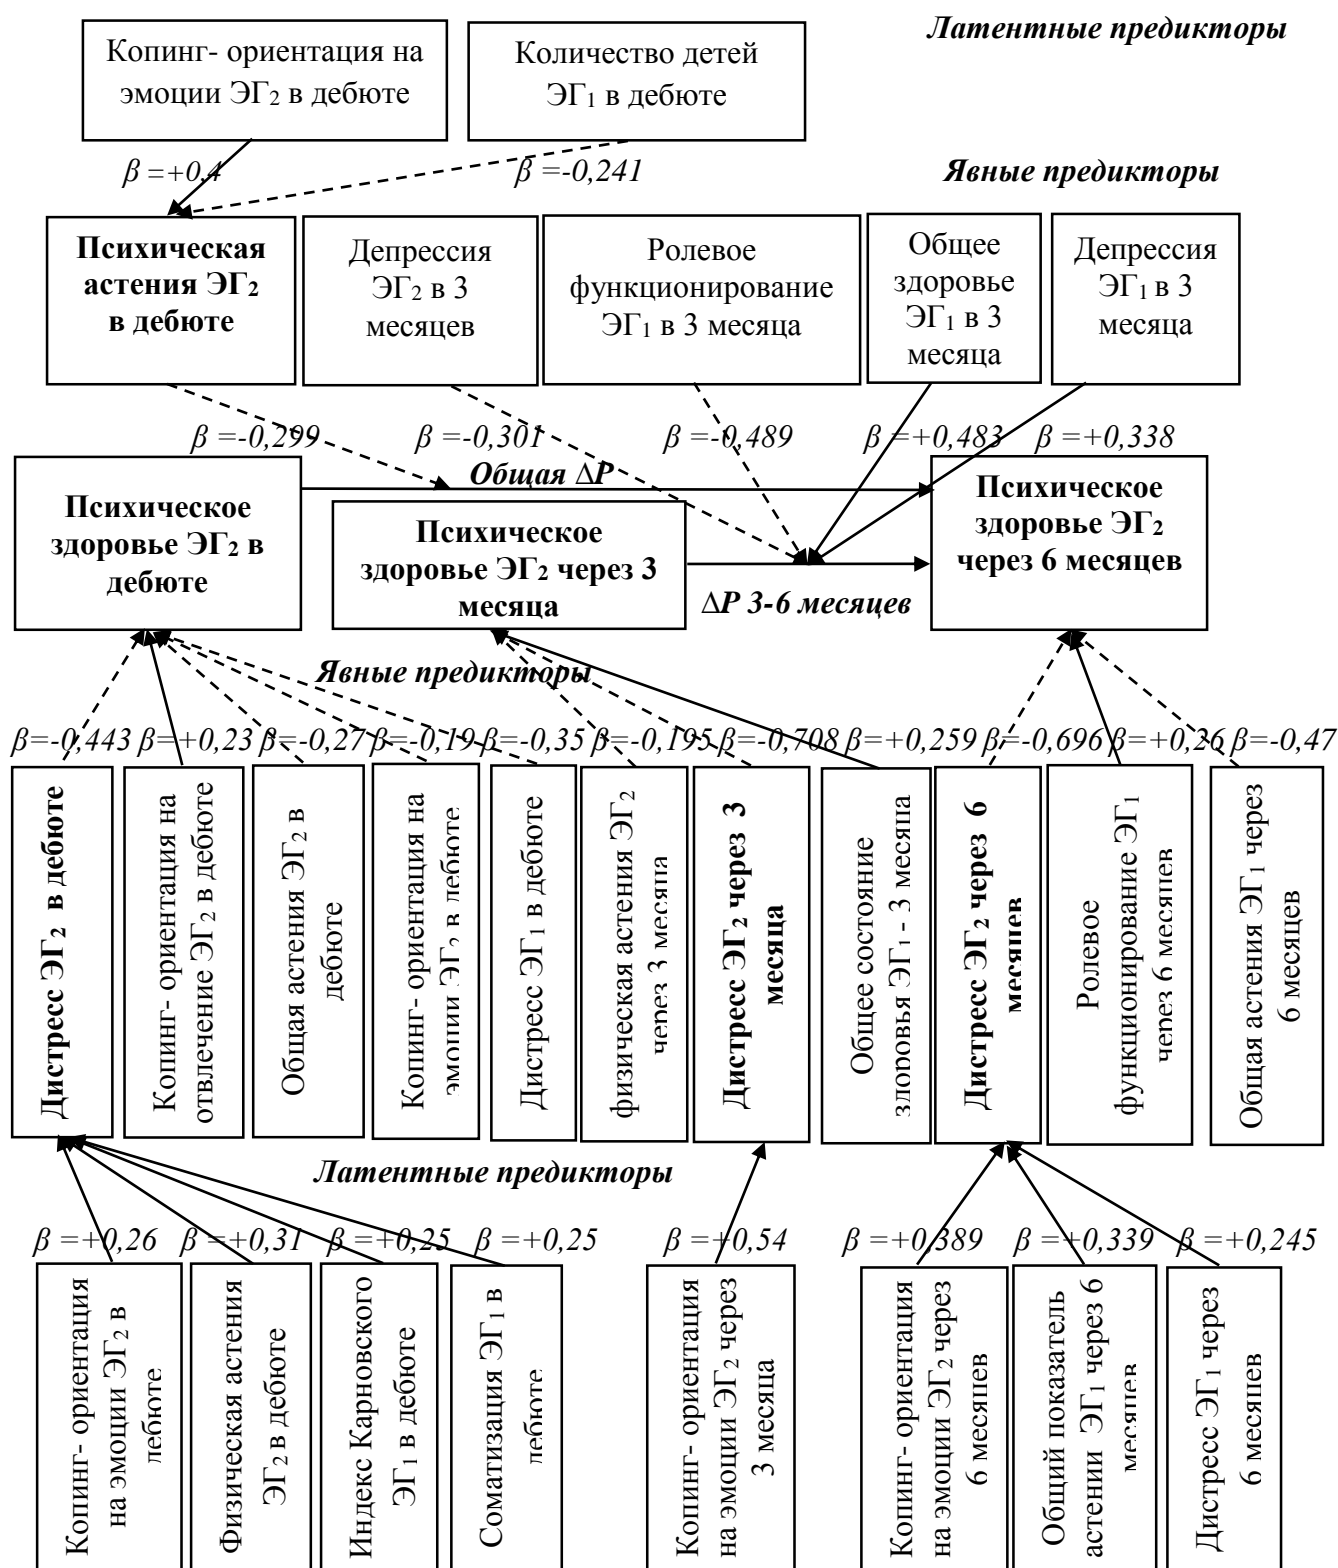 Латентные предикторы
Копинг- ориентация на
эмоции ЭГ₂ в дебюте
Количество детей
ЭГ₁ в дебюте
β =+0,4
β =-0,241
Явные предикторы
Психическая
астения ЭГ₂
в дебюте
Депрессия
ЭГ₂ в 3
месяцев
Ролевое
функционирование
ЭГ₁ в 3 месяца
Общее
здоровье
ЭГ₁ в 3
месяца
Депрессия
ЭГ₁ в 3
месяца
β =-0,299
β =-0,301
β =-0,489
β =+0,483
β =+0,338
Общая ΔP
Психическое
здоровье ЭГ₂ в
дебюте
Психическое
здоровье ЭГ₂ через 3
месяца
Психическое
здоровье ЭГ₂
через 6 месяцев
ΔP 3-6 месяцев
Явные предикторы
β=-0,443
β=+0,23
β=-0,27
β=-0,19
β=-0,35
β=-0,195
β=-0,708
β=+0,259
β=-0,696
β=+0,26
β=-0,47
Дистресс ЭГ₂ в дебюте
Копинг- ориентация на
отвлечение ЭГ₂ в дебюте
Общая астения ЭГ₂ в
дебюте
Копинг- ориентация на
эмоции ЭГ₂ в дебюте
Дистресс ЭГ₁ в дебюте
физическая астения ЭГ₂
через 3 месяца
Дистресс ЭГ₂ через 3
месяца
Общее состояние
здоровья ЭГ₁ - 3 месяца
Дистресс ЭГ₂ через 6
месяцев
Ролевое
функционирование ЭГ₁
через 6 месяцев
Общая астения ЭГ₁ через
6 месяцев
Латентные предикторы
β =+0,26
β =+0,31
β =+0,25
β =+0,25
β =+0,54
β =+0,389
β =+0,339
β =+0,245
Копинг- ориентация
на эмоции ЭГ₂ в
дебюте
Физическая астения
ЭГ₂ в дебюте
Индекс Карновского
ЭГ₁ в дебюте
Соматизация ЭГ₁ в
дебюте
Копинг- ориентация
на эмоции ЭГ₂ через
3 месяца
Копинг- ориентация
на эмоции ЭГ₂ через
6 месяцев
Общий показатель
астении ЭГ₁ через 6
месяцев
Дистресс ЭГ₁ через
6 месяцев